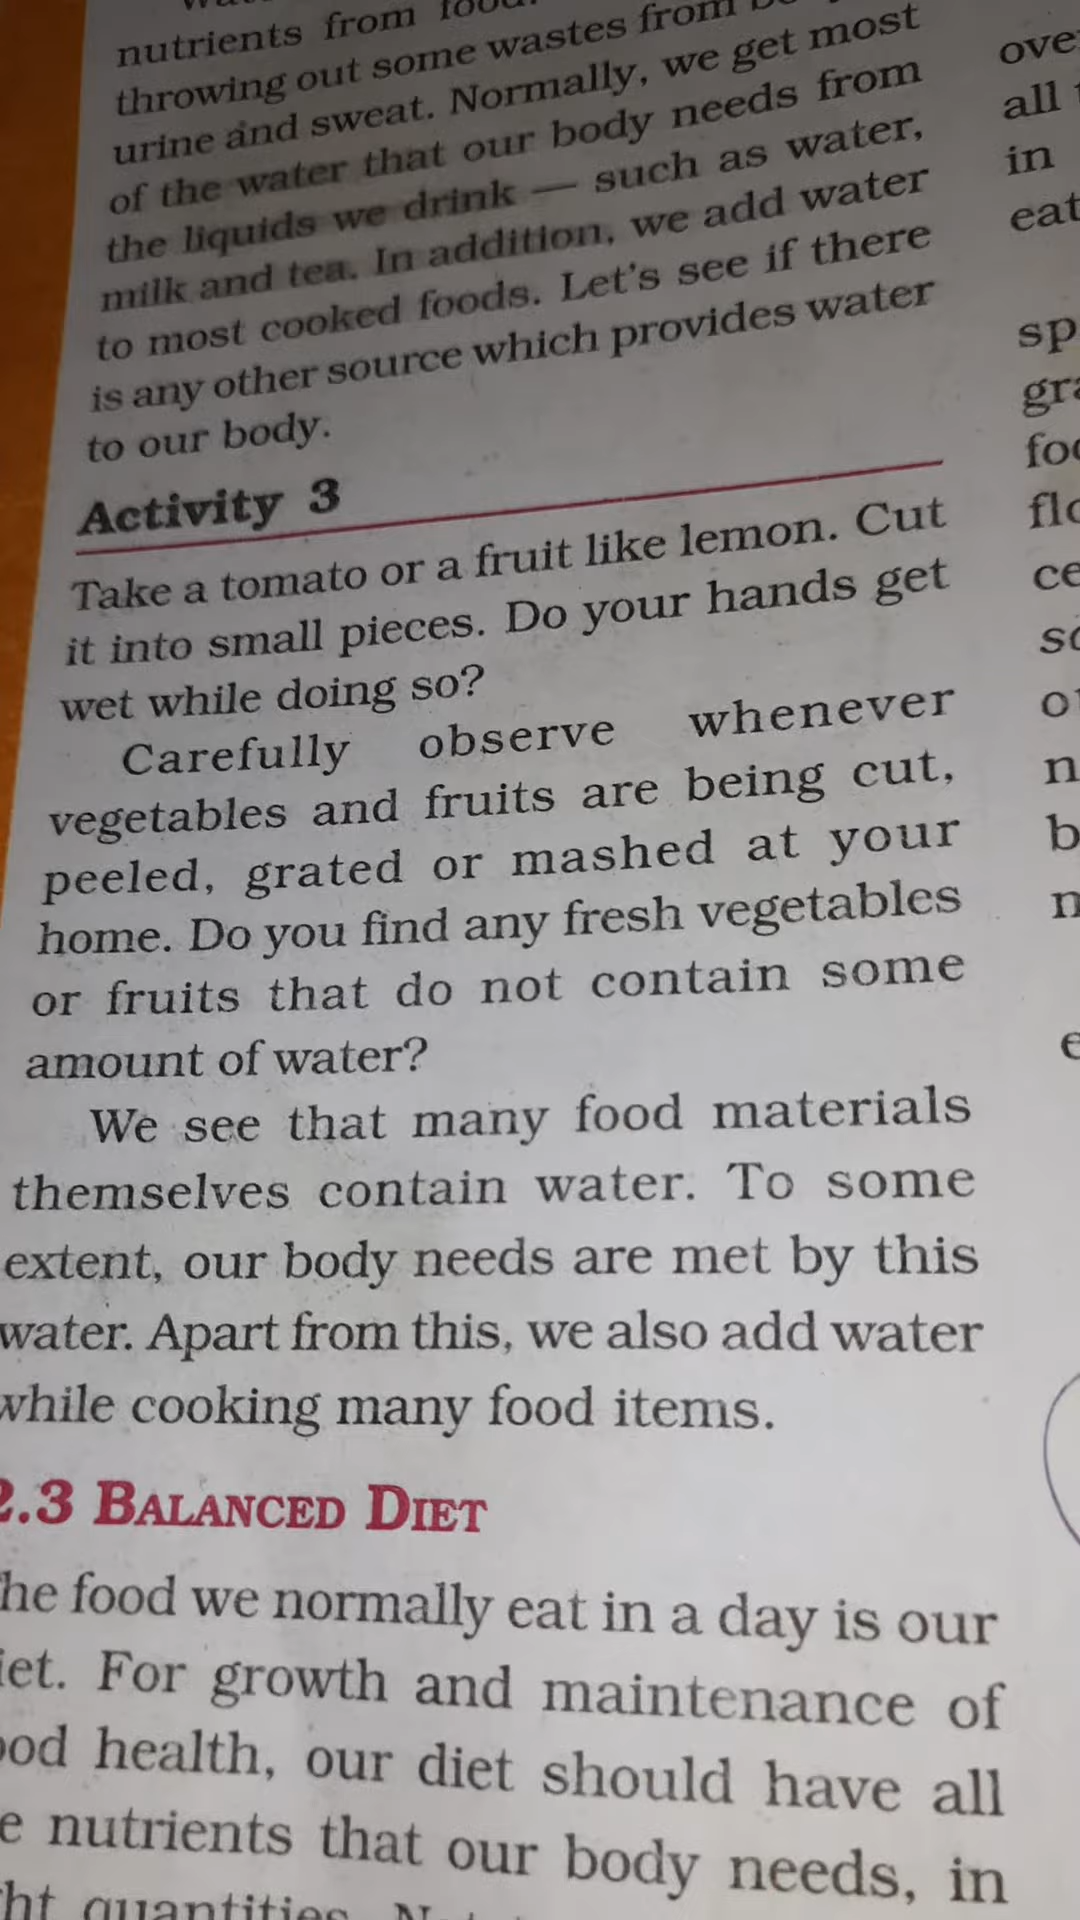 nutrients from food.
throwing out some wastes from
urine and sweat. Normally, we get most
of the water that our body needs from
the liquids we drink — such as water,
milk and tea. In addition, we add water
to most cooked foods. Let's see if there
is any other source which provides water
to our body.
Activity 3
Take a tomato or a fruit like lemon. Cut
it into small pieces. Do your hands get
wet while doing so?
Carefully observe whenever
vegetables and fruits are being cut,
peeled, grated or mashed at your
home. Do you find any fresh vegetables
or fruits that do not contain some
amount of water?
We see that many food materials
themselves contain water. To some
extent, our body needs are met by this
water. Apart from this, we also add water
while cooking many food items.
2.3 BALANCED DIET
he food we normally eat in a day is our
iet. For growth and maintenance of
ood health, our diet should have all
e nutrients that our body needs, in
ht quantities.
ove
all
in
eat
sp
gra
foo
flo
ce
so
o
n
b
n
e